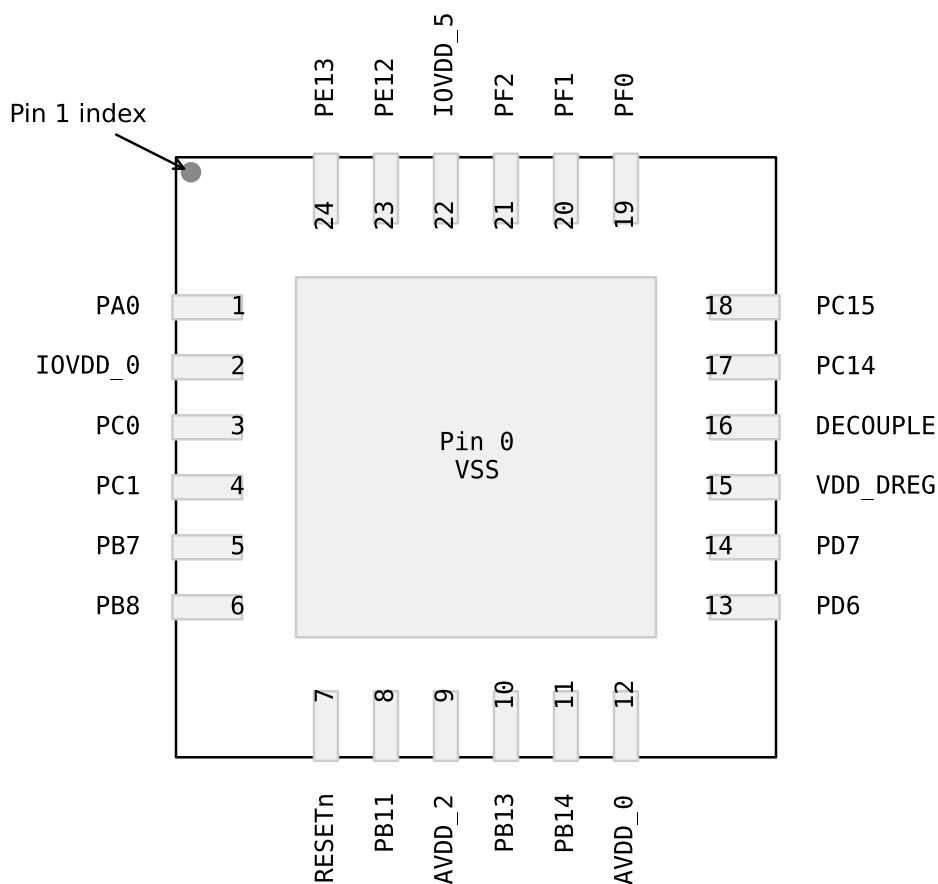 PE13
PE12
IOVDD_5
PF2
PF1
PF0
Pin 1 index
24
23
22
21
20
19
PA0 1
18 PC15
IOVDD_0 2
17 PC14
PC0 3
16 DECOUPLE
PC1 4
15 VDD_DREG
PB7 5
14 PD7
PB8 6
13 PD6
Pin 0
VSS
7
8
9
10
11
12
RESETn
PB11
AVDD_2
PB13
PB14
AVDD_0